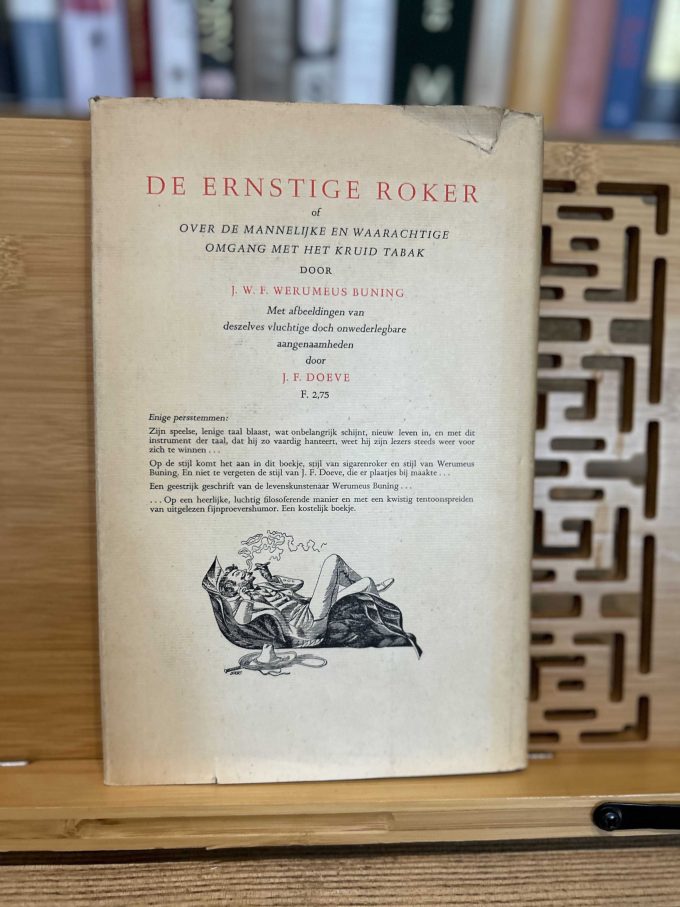 DE ERNSTIGE ROKER
of
OVER DE MANNELIJKE EN WAARACHTIGE
OMGANG MET HET KRUID TABAK
DOOR
J. W. F. WERUMEUS BUNING
Met afbeeldingen van
deszelves vluchtige doch onwederlegbare
aangenaamheden
door
J. F. DOEVE
F. 2,75
Enige persstemmen:
Zijn speelse, lenige taal blaast, wat onbelangrijk schijnt, nieuw leven in, en met dit
instrument der taal, dat hij zo vaardig hanteert, weet hij zijn lezers steeds weer voor
zich te winnen . . .
Op de stijl komt het aan in dit boekje, stijl van sigarenroker en stijl van Werumeus
Buning. En niet te vergeten de stijl van J. F. Doeve, die er plaatjes bij maakte . . .
Een geestrijk geschrift van de levenskunstenaar Werumeus Buning . . .
. . . Op een heerlijke, luchtig filosoferende manier en met een kwistig tentoonspreiden
van uitgelezen fijnproevershumor. Een kostelijk boekje.